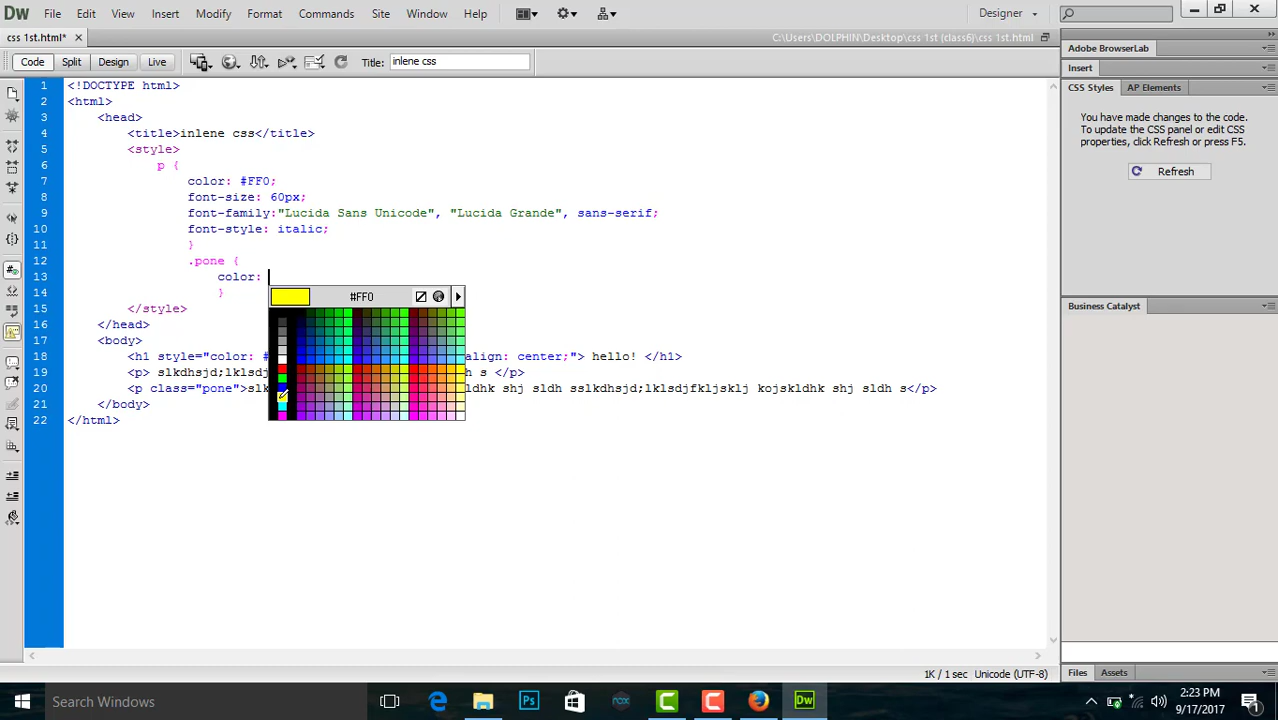 Dw File Edit View Insert Modify Format Commands Site Window Help Designer
css 1st.html* C:\Users\DOLPHIN\Desktop\css 1st (class6)\css 1st.html
Code Split Design Live Title: inlene css
1 <!DOCTYPE html>
2 <html>
3 <head>
4 <title>inlene css</title>
5 <style>
6 p {
7 color: #FF0;
8 font-size: 60px;
9 font-family:"Lucida Sans Unicode", "Lucida Grande", sans-serif;
10 font-style: italic;
11 }
12 .pone {
13 color:
#FF0
14 }
15 </style>
16 </head>
17 <body>
18 <h1 style="color: # align: center;"> hello! </h1>
19 <p> slkdhsjd;lklsd h s </p>
20 <p class="pone">slk ldhk shj sldh sslkdhsjd;lklsdjfkljsklj kojskldhk shj sldh s</p>
21 </body>
22 </html>
1K / 1 sec Unicode (UTF-8)
Adobe BrowserLab
Insert
CSS Styles AP Elements
You have made changes to the code.
To update the CSS panel or edit CSS
properties, click Refresh or press F5.
Refresh
Business Catalyst
Files Assets
Search Windows
Ps
nox
Dw
2:23 PM
9/17/2017
1